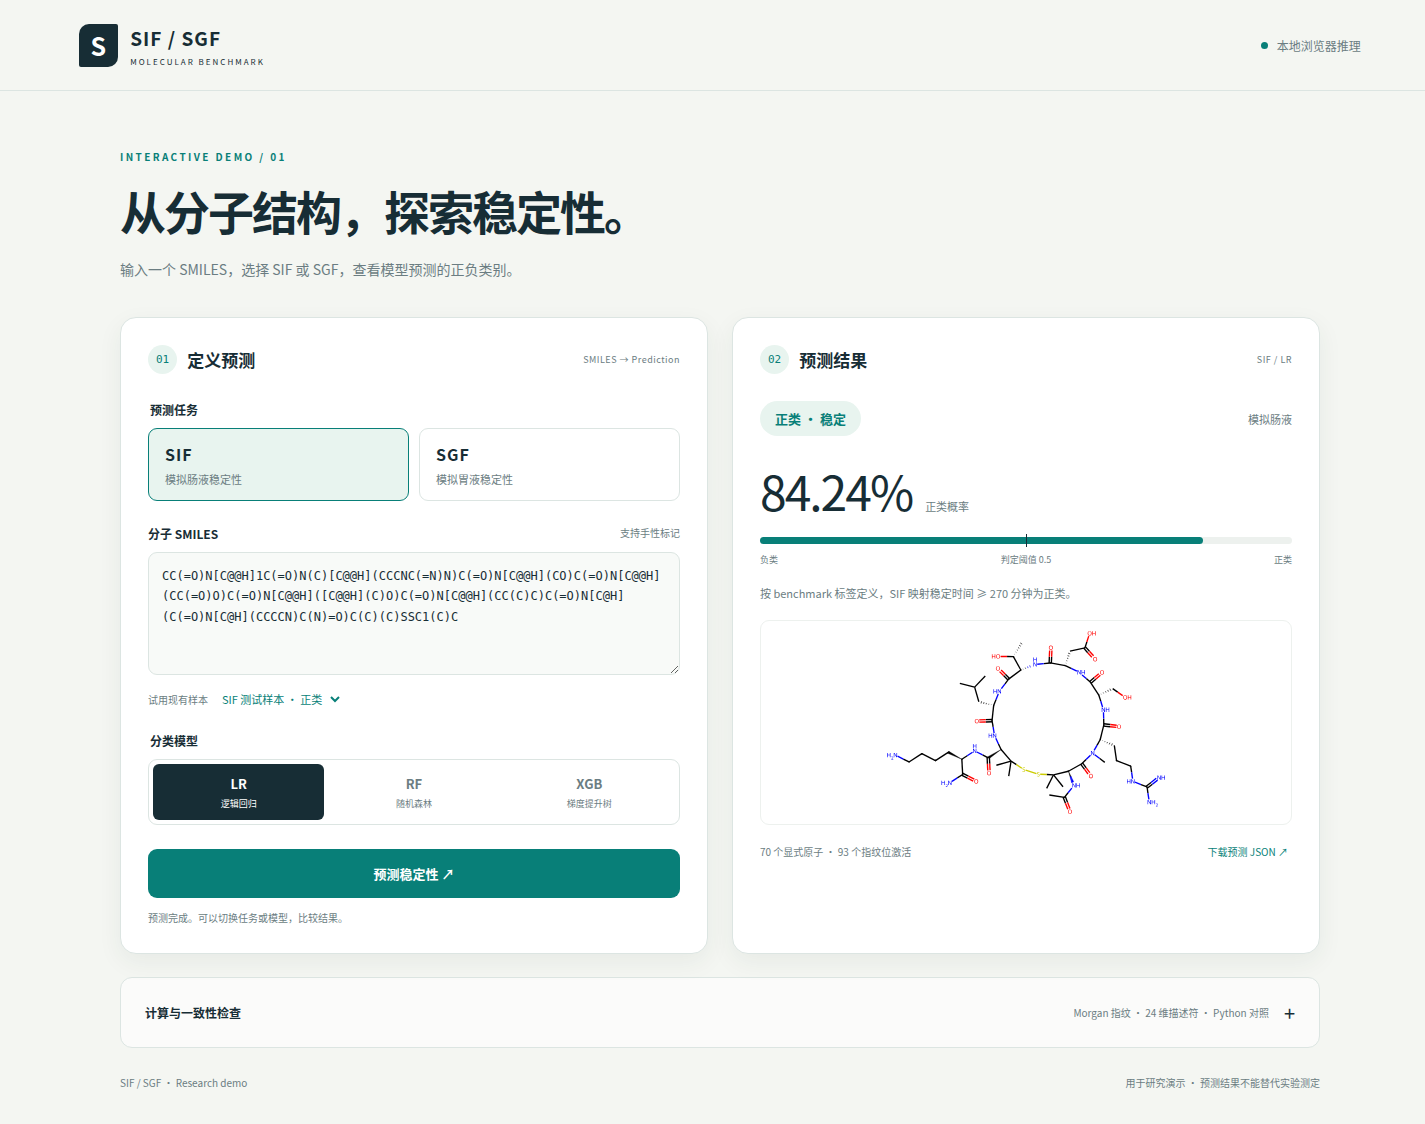 S
SIF / SGF
MOLECULAR BENCHMARK
本地浏览器推理
INTERACTIVE DEMO / 01
从分子结构，探索稳定性。
输入一个 SMILES，选择 SIF 或 SGF，查看模型预测的正负类别。
01
定义预测
SMILES → Prediction
预测任务
SIF
模拟肠液稳定性
SGF
模拟胃液稳定性
分子 SMILES
支持手性标记
CC(=O)N[C@@H]1C(=O)N(C)[C@@H](CCCNC(=N)N)C(=O)N[C@@H](CO)C(=O)N[C@@H]
(CC(=O)O)C(=O)N[C@@H]([C@@H](C)O)C(=O)N[C@@H](CC(C)C)C(=O)N[C@H]
(C(=O)N[C@H](CCCCN)C(N)=O)C(C)(C)SSC1(C)C
试用现有样本
SIF 测试样本 · 正类
分类模型
LR
逻辑回归
RF
随机森林
XGB
梯度提升树
预测稳定性 ↗
预测完成。可以切换任务或模型，比较结果。
02
预测结果
SIF / LR
正类 · 稳定
模拟肠液
84.24%
正类概率
负类
判定阈值 0.5
正类
按 benchmark 标签定义，SIF 映射稳定时间 ⩾ 270 分钟为正类。
70 个显式原子 · 93 个指纹位激活
下载预测 JSON ↗
计算与一致性检查
Morgan 指纹 · 24 维描述符 · Python 对照
+
SIF / SGF · Research demo
用于研究演示 · 预测结果不能替代实验测定